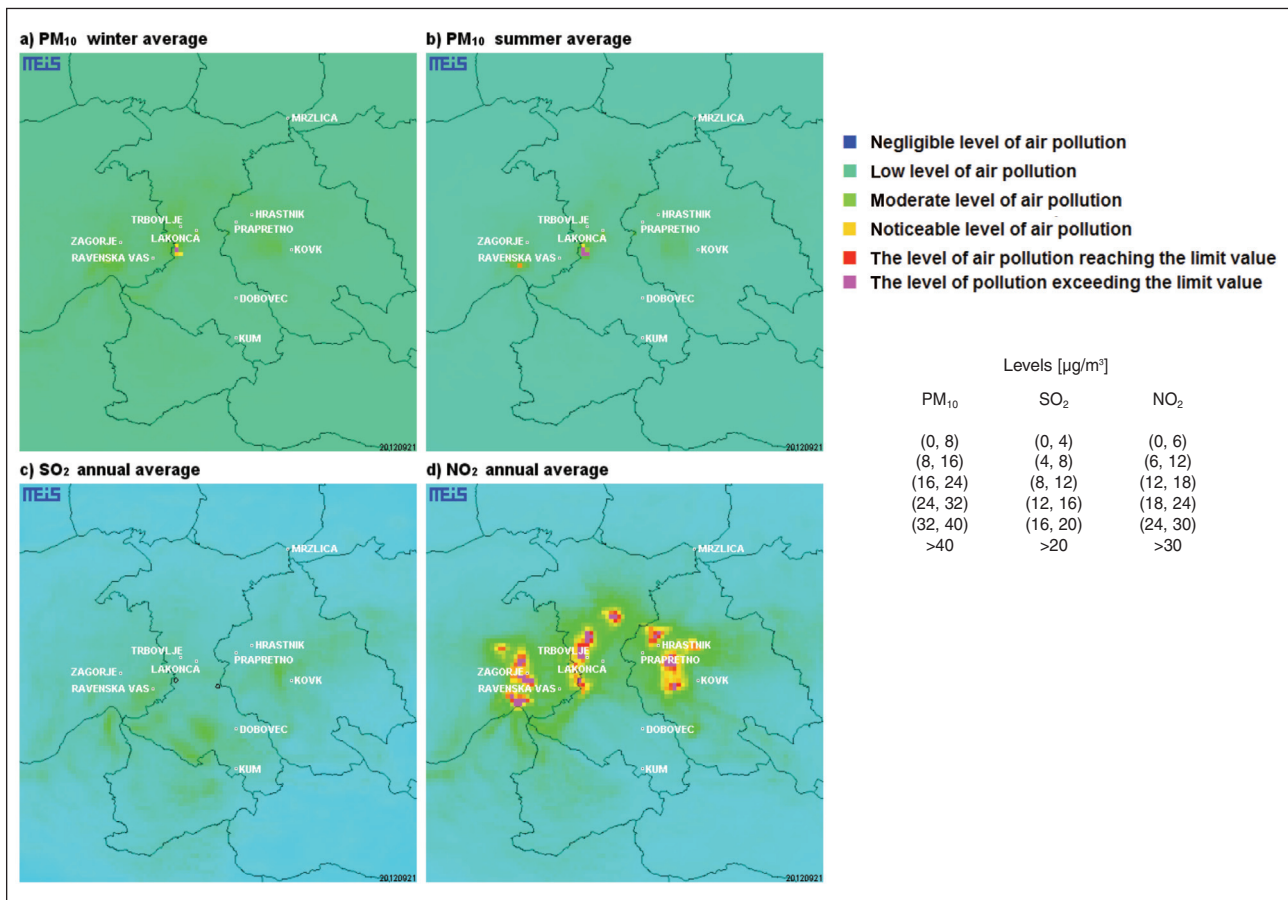 a) PM₁₀ winter average
MEIS
MRZLICA
TRBOVLJE
HRASTNIK
PRAPRETNO
LAKONCA
ZAGORJE
KOVK
RAVENSKA VAS
DOBOVEC
KUM
20120921
b) PM₁₀ summer average
MEIS
MRZLICA
TRBOVLJE
HRASTNIK
PRAPRETNO
LAKONCA
ZAGORJE
KOVK
RAVENSKA VAS
DOBOVEC
KUM
20120921
c) SO₂ annual average
MEIS
MRZLICA
HRASTNIK
TRBOVLJE
PRAPRETNO
LAKONCA
ZAGORJE
KOVK
RAVENSKA VAS
DOBOVEC
KUM
20120921
d) NO₂ annual average
MEIS
MRZLICA
HRASTNIK
TRBOVLJE
PRAPRETNO
LAKONCA
ZAGORJE
KOVK
RAVENSKA VAS
DOBOVEC
KUM
20120921
Negligible level of air pollution
Low level of air pollution
Moderate level of air pollution
Noticeable level of air pollution
The level of air pollution reaching the limit value
The level of pollution exceeding the limit value
Levels [µg/m³]
PM₁₀ SO₂ NO₂
(0, 8) (0, 4) (0, 6)
(8, 16) (4, 8) (6, 12)
(16, 24) (8, 12) (12, 18)
(24, 32) (12, 16) (18, 24)
(32, 40) (16, 20) (24, 30)
>40 >20 >30